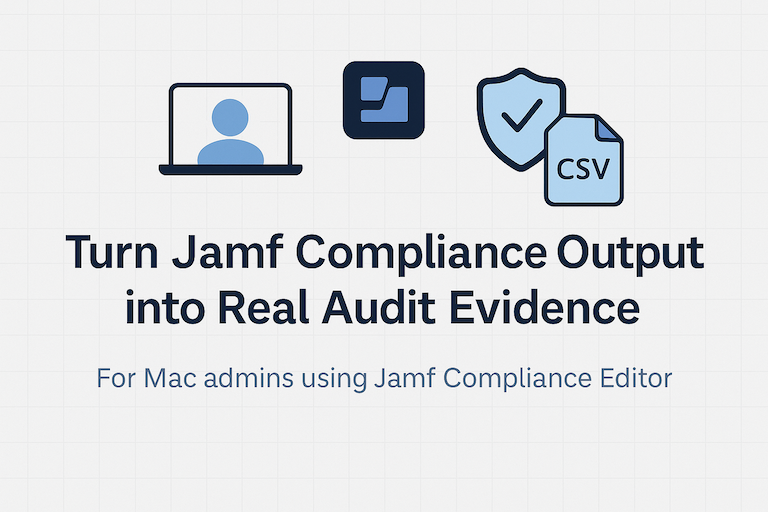 CSV
Turn Jamf Compliance Output
into Real Audit Evidence
For Mac admins using Jamf Compliance Editor